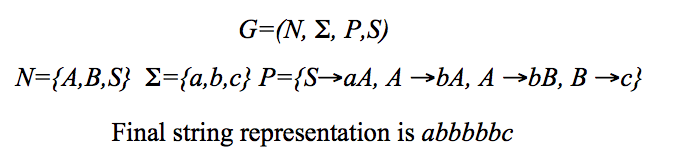 G=(N, Σ, P,S)
N={A,B,S} Σ={a,b,c} P={S→aA, A →bA, A →bB, B →c}
Final string representation is abbbbbc